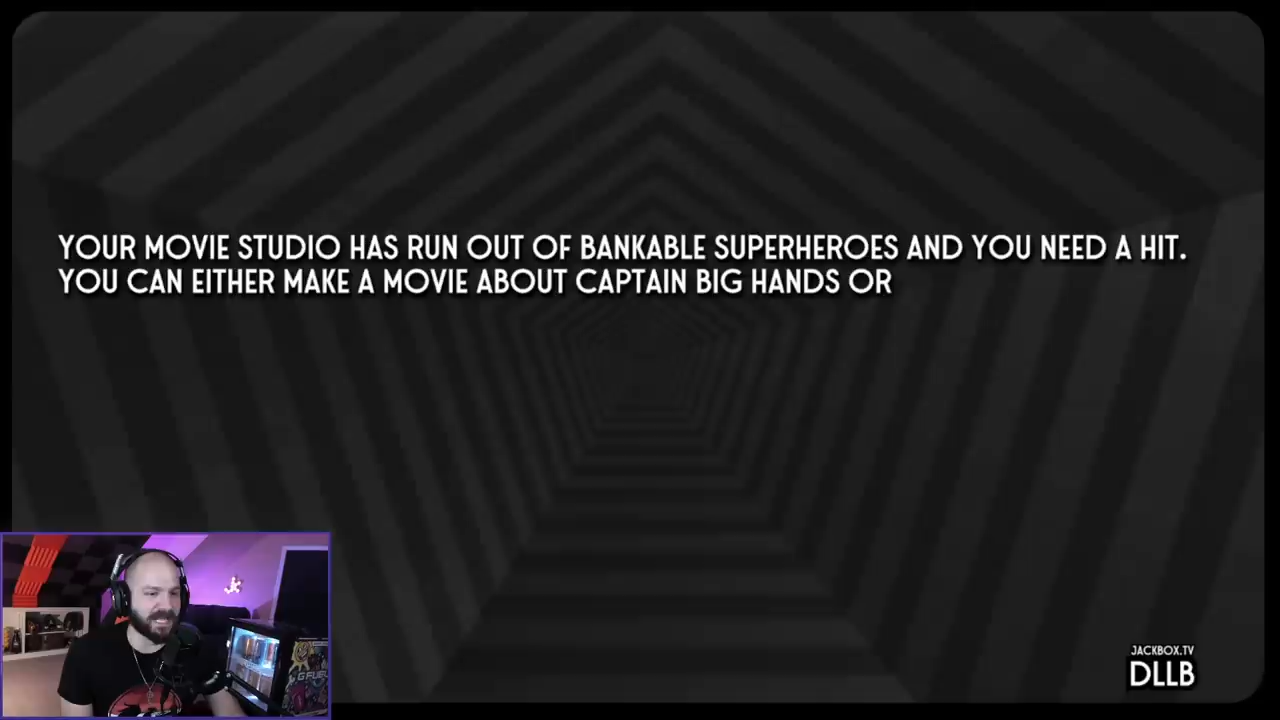 YOUR MOVIE STUDIO HAS RUN OUT OF BANKABLE SUPERHEROES AND YOU NEED A HIT.
YOU CAN EITHER MAKE A MOVIE ABOUT CAPTAIN BIG HANDS OR
G FUEL
JACKBOX.TV
DLLB